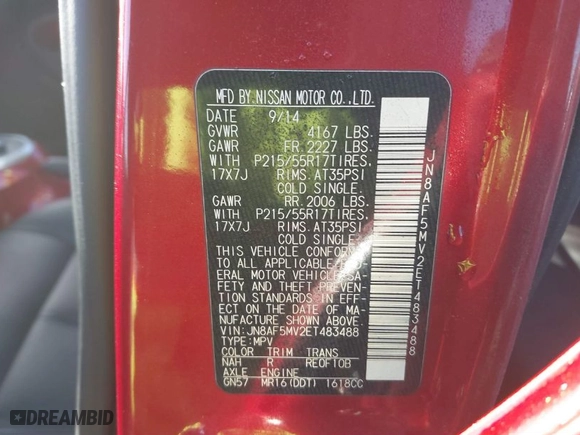 MFD BY NISSAN MOTOR CO.,LTD.
DATE 9/14
GVWR 4167 LBS.
GAWR FR.2227 LBS.
WITH P215/55R17TIRES,
17X7J RIMS,AT35PSI
COLD SINGLE.
GAWR RR.2006 LBS.
WITH P215/55R17TIRES,
17X7J RIMS,AT35PSI
COLD SINGLE.
THIS VEHICLE CONFORMS
TO ALL APPLICABLE FED-
ERAL MOTOR VEHICLE SA-
FETY AND THEFT PREVEN-
TION STANDARDS IN EFF-
ECT ON THE DATE OF MA-
NUFACTURE SHOWN ABOVE.
VIN:JN8AF5MV2ET483488
TYPE:MPV
COLOR TRIM TRANS
NAH R RE0F10B
AXLE ENGINE
GN57 MR16(DDT) 1618CC
JN8AF5MV2ET483488
BIDFAX.INFO